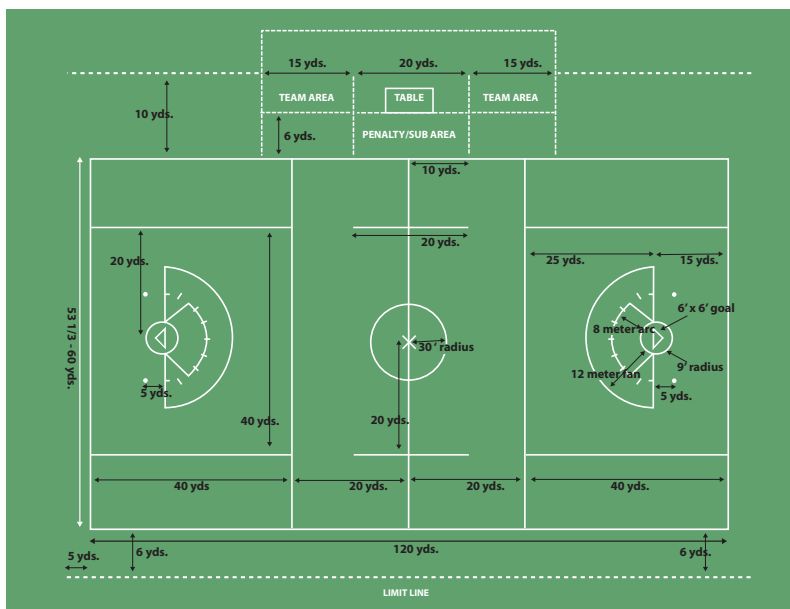 15 yds.
20 yds.
15 yds.
TEAM AREA
TABLE
TEAM AREA
10 yds.
6 yds.
PENALTY/SUB AREA
10 yds.
20 yds.
20 yds.
25 yds.
15 yds.
53 1/3 - 60 yds.
6’ x 6’ goal
8 meter arc
30’ radius
9’ radius
12 meter fan
5 yds.
5 yds.
40 yds.
20 yds.
40 yds
20 yds.
20 yds.
40 yds.
120 yds.
5 yds.
6 yds.
6 yds.
LIMIT LINE